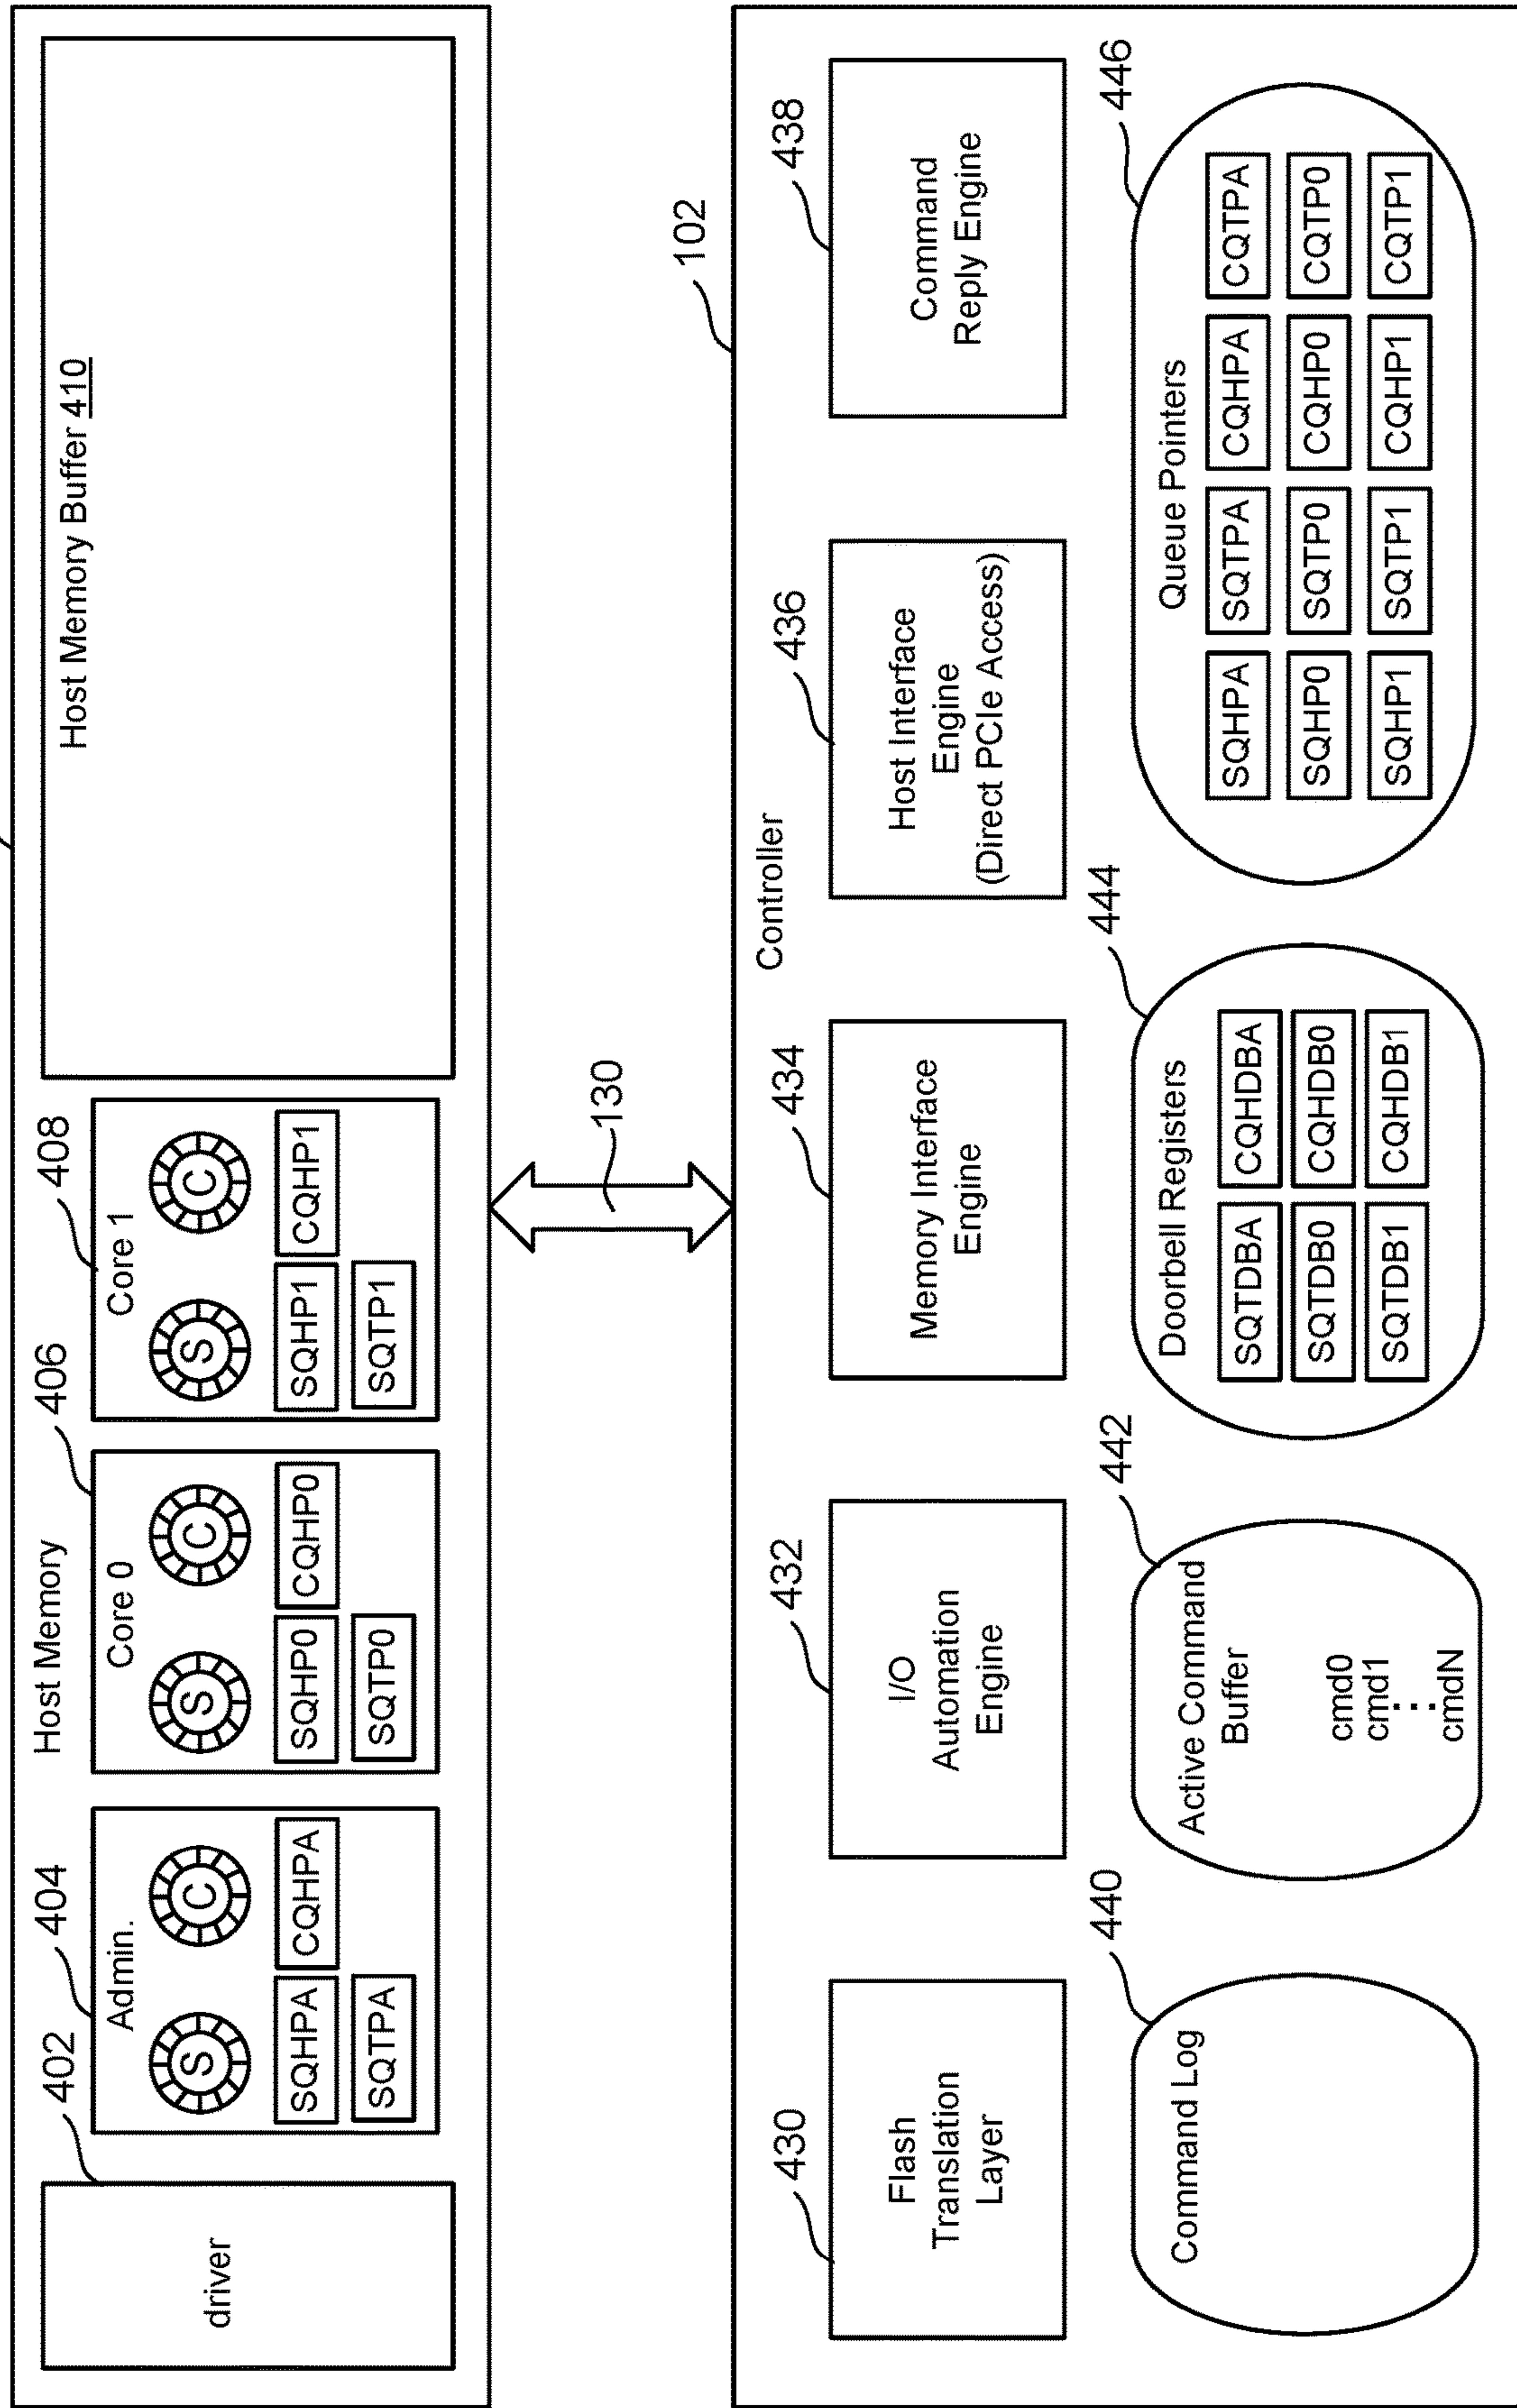 Host Memory
402
404
406
408
driver
Admin.
S
C
SQHPA
CQHPA
SQTPA
Core 0
S
C
SQHP0
CQHP0
SQTP0
Core 1
S
C
SQHP1
CQHP1
SQTP1
Host Memory Buffer 410
130
102
Controller
430
Flash
Translation
Layer
432
I/O
Automation
Engine
434
Memory Interface
Engine
436
Host Interface
Engine
(Direct PCIe Access)
438
Command
Reply Engine
440
Command Log
442
Active Command
Buffer
cmd0
cmd1
⋮
cmdN
444
Doorbell Registers
SQTDBA CQHDBA
SQTDB0 CQHDB0
SQTDB1 CQHDB1
446
Queue Pointers
SQHPA SQTPA CQHPA CQTPA
SQHP0 SQTP0 CQHP0 CQTP0
SQHP1 SQTP1 CQHP1 CQTP1